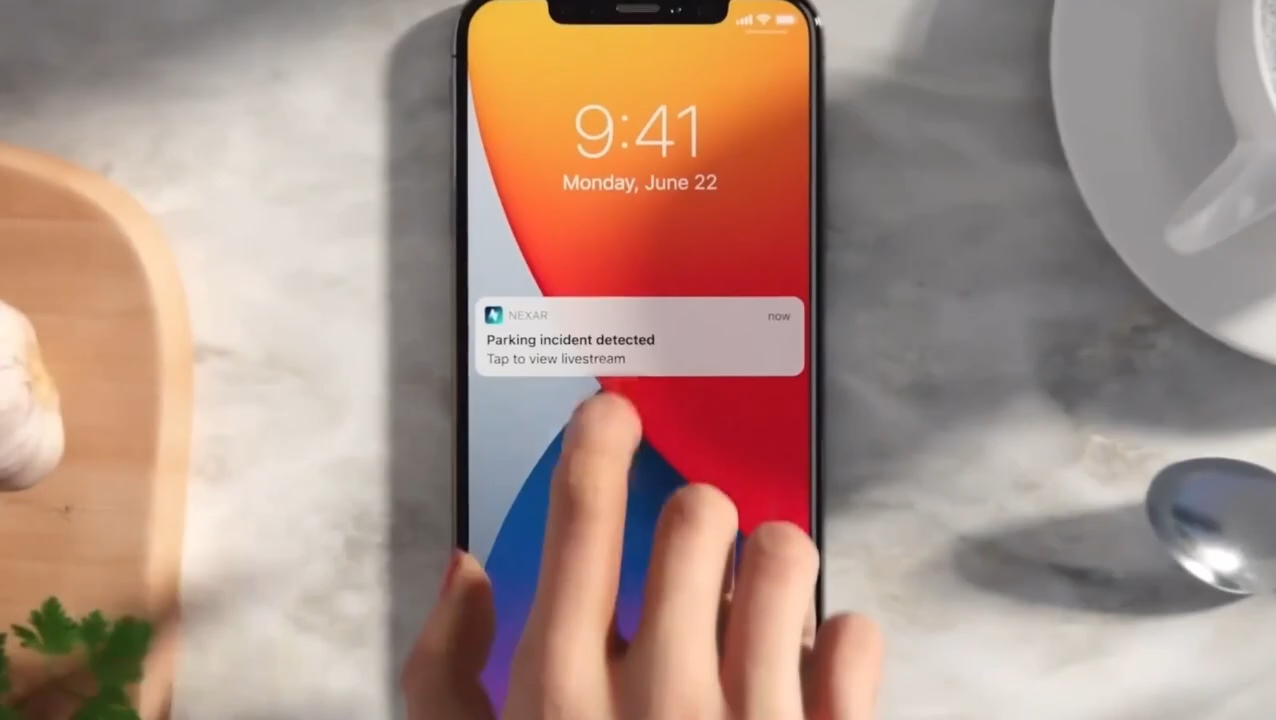 9:41
Monday, June 22
NEXAR
now
Parking incident detected
Tap to view livestream